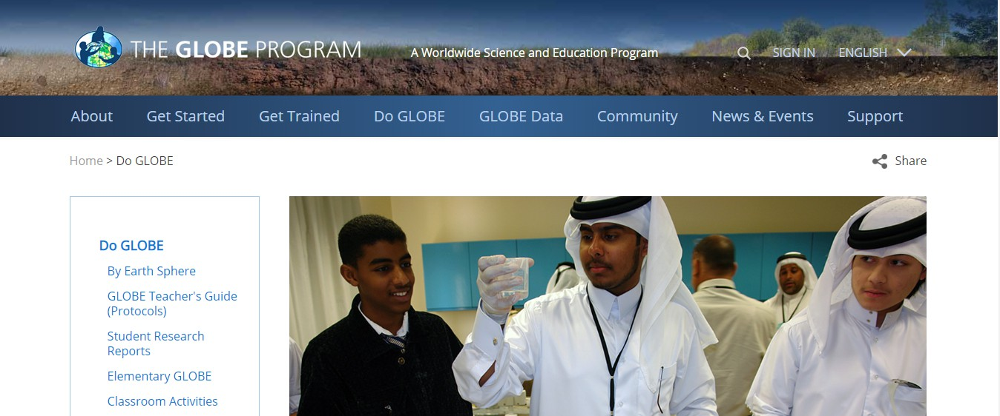 THE GLOBE PROGRAM
A Worldwide Science and Education Program
SIGN IN
ENGLISH
About
Get Started
Get Trained
Do GLOBE
GLOBE Data
Community
News & Events
Support
Home > Do GLOBE
Share
Do GLOBE
By Earth Sphere
GLOBE Teacher's Guide
(Protocols)
Student Research
Reports
Elementary GLOBE
Classroom Activities